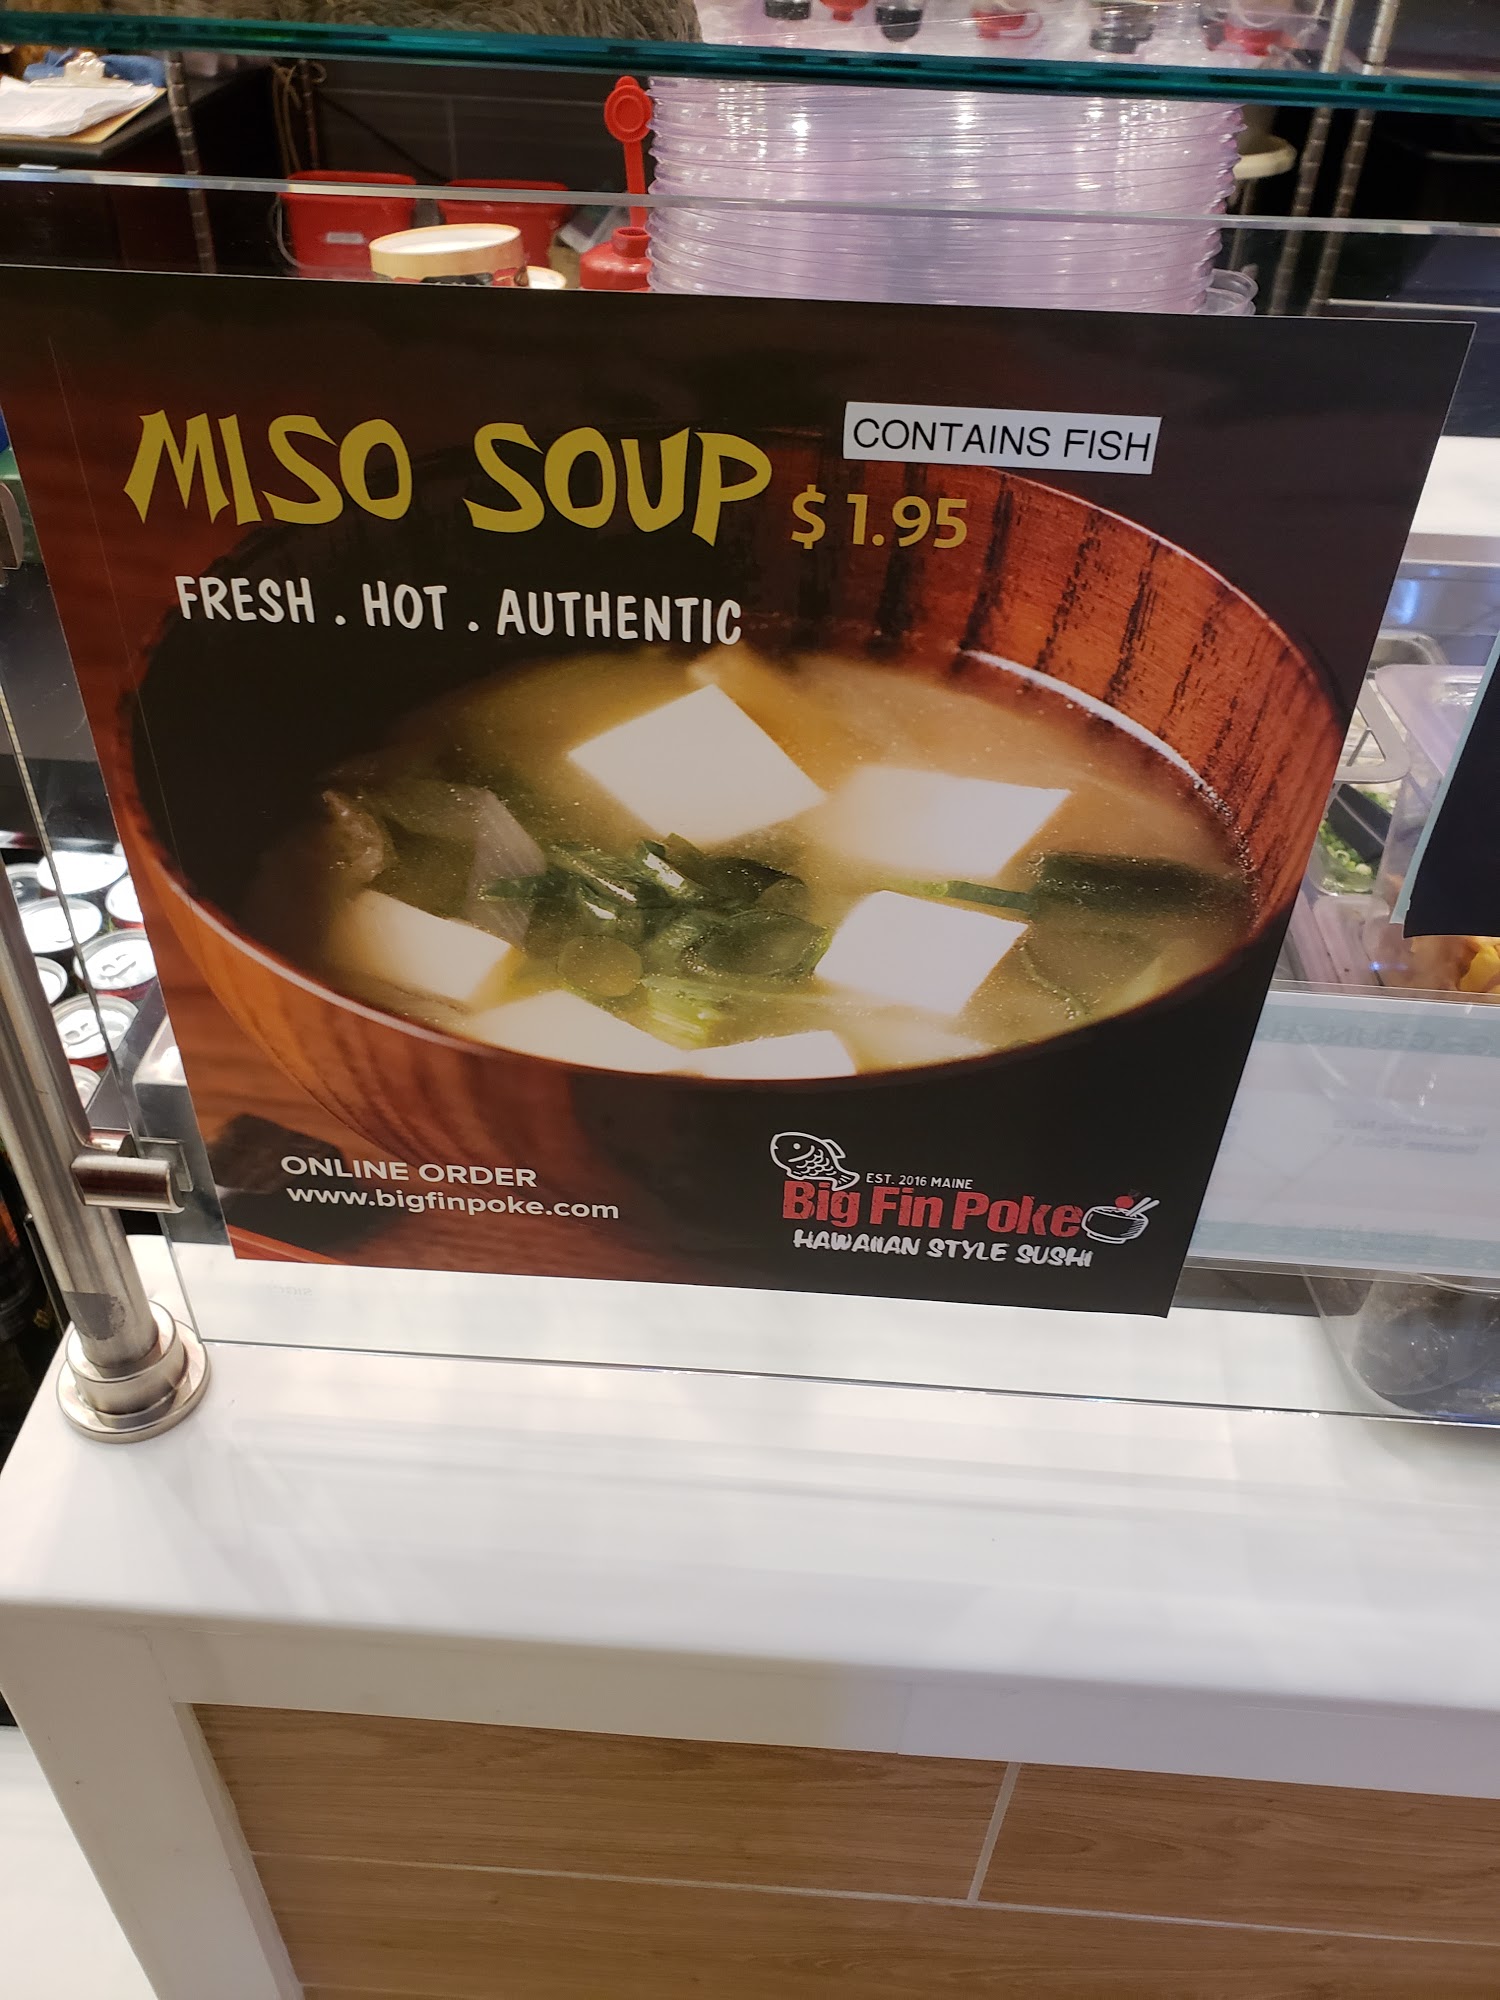 CONTAINS FISH
MISO SOUP $1.95
FRESH . HOT . AUTHENTIC
ONLINE ORDER
www.bigfinpoke.com
EST. 2016 MAINE
Big Fin Poke
HAWAIIAN STYLE SUSHI